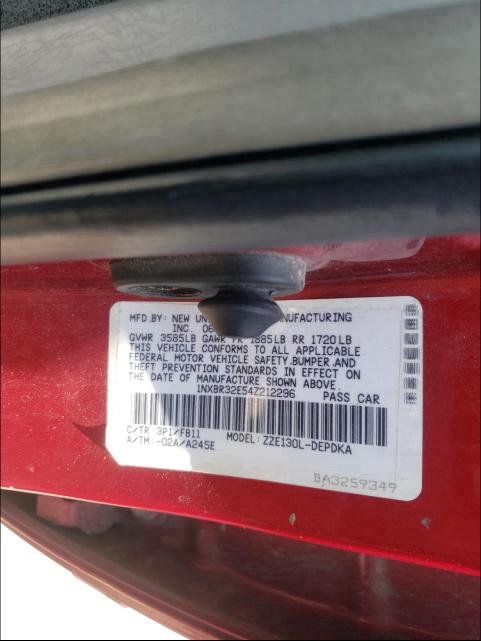 MFD.BY: NEW UN MANUFACTURING
INC. 
GVWR 3585LB GAWR FR 1885LB RR 1720LB
THIS VEHICLE CONFORMS TO ALL APPLICABLE
FEDERAL MOTOR VEHICLE SAFETY,BUMPER,AND
THEFT PREVENTION STANDARDS IN EFFECT ON
THE DATE OF MANUFACTURE SHOWN ABOVE.
1NXBR32E54Z212296 PASS CAR
C/TR: 3P1/FB11 MODEL: ZZE130L-DEPDKA
A/TM: -02A/A245E
BA3259349